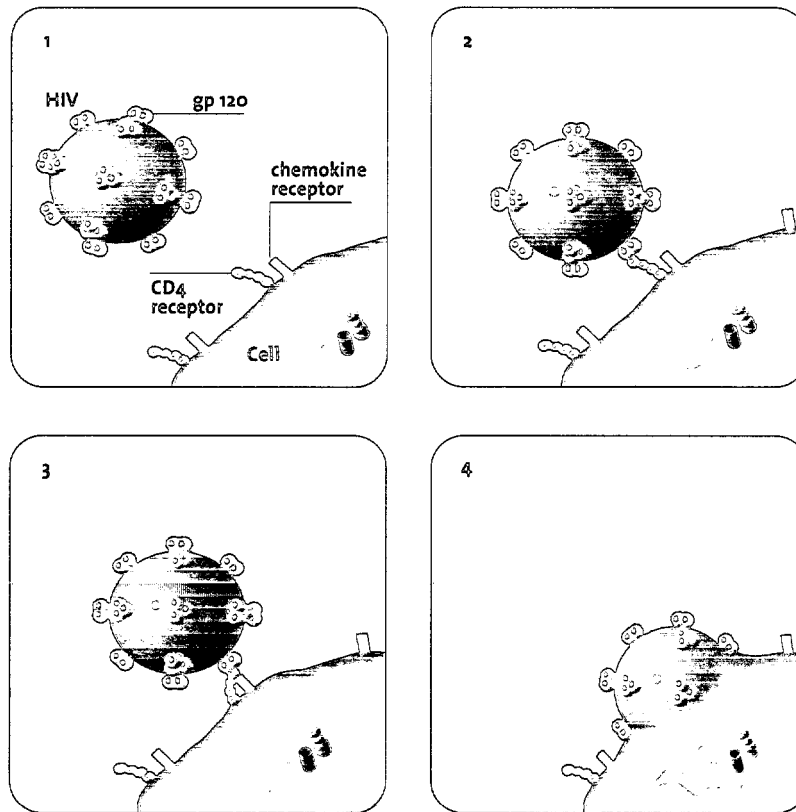 1
HIV
gp 120
chemokine
receptor
CD4
receptor
Cell
2
3
4